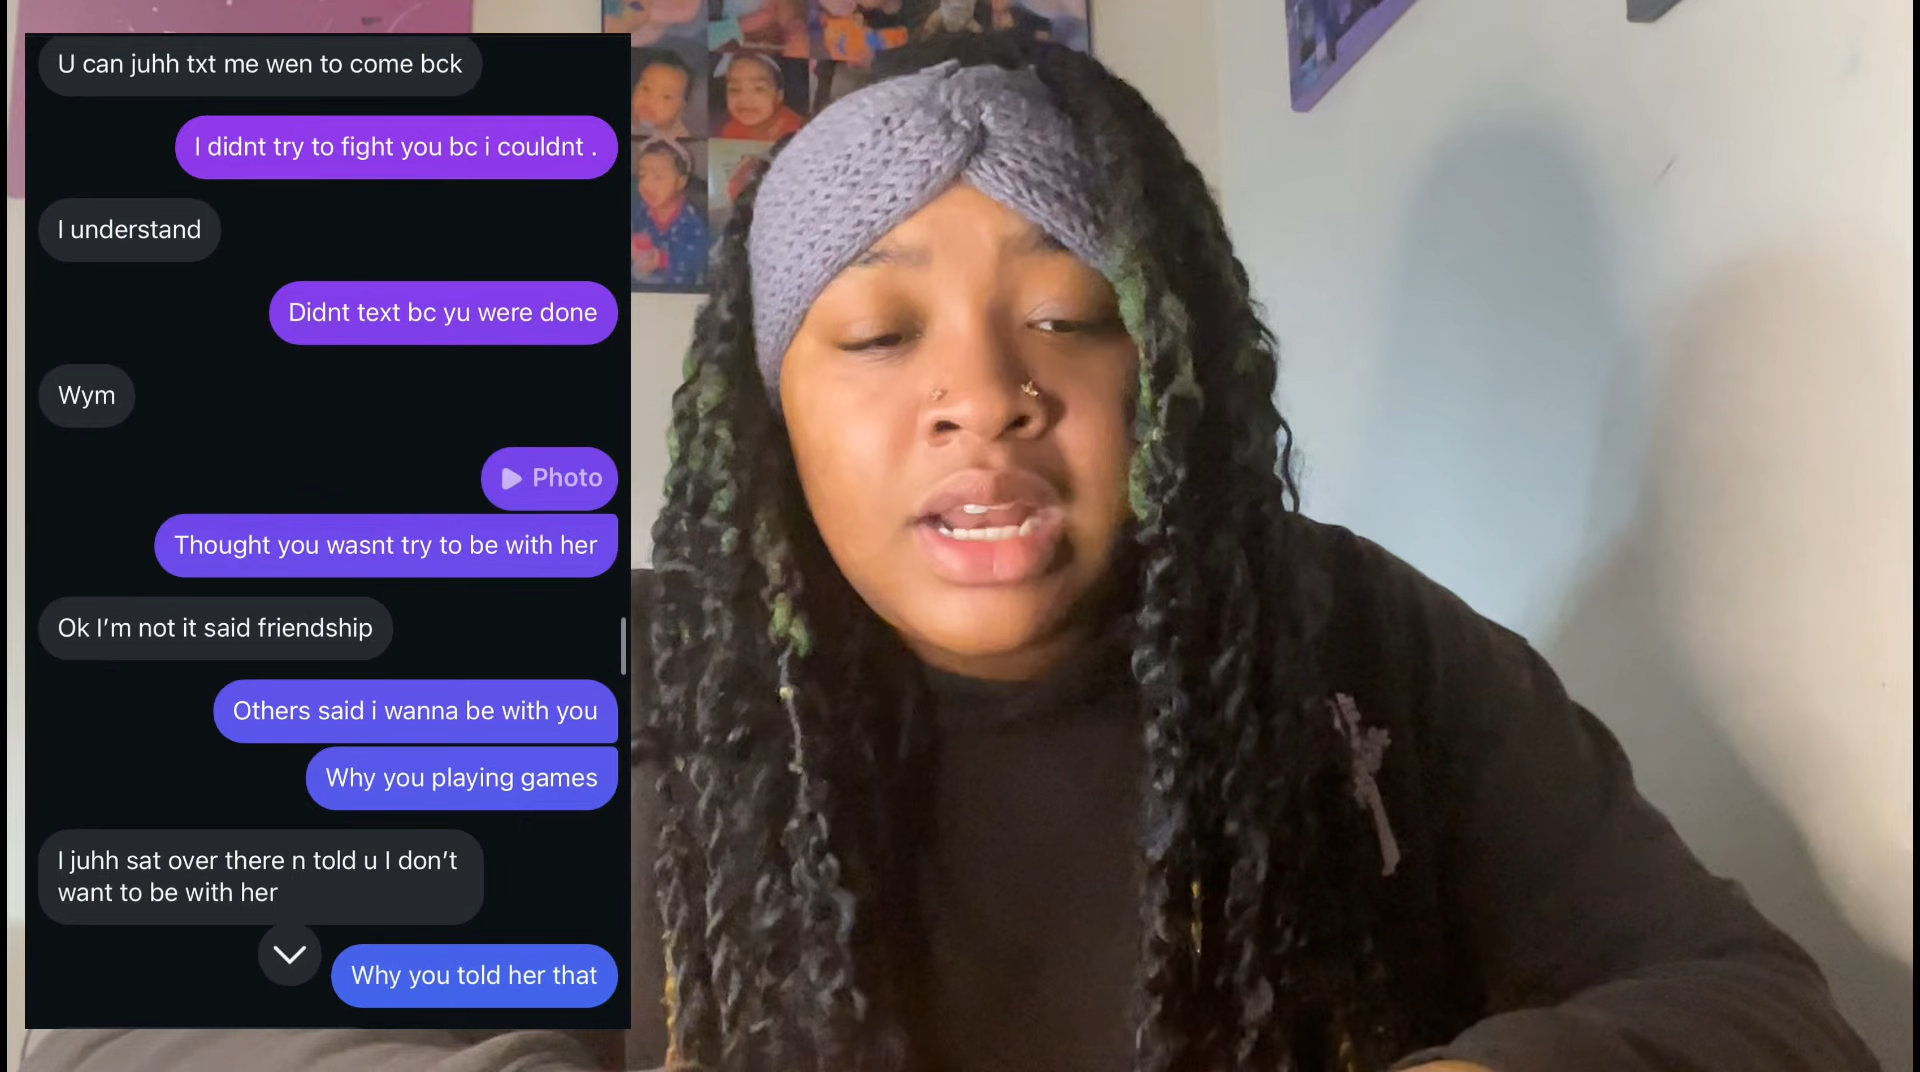 U can juhh txt me wen to come bck
I didnt try to fight you bc i couldnt .
I understand
Didnt text bc yu were done
Wym
Photo
Thought you wasnt try to be with her
Ok I’m not it said friendship
Others said i wanna be with you
Why you playing games
I juhh sat over there n told u I don’t
want to be with her
Why you told her that